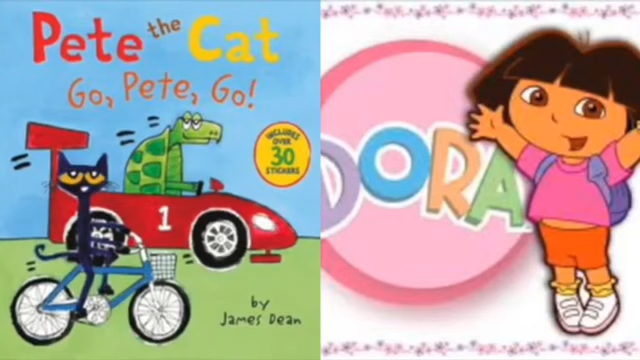 Pete the Cat
Go, Pete, Go!
INCLUDES
OVER
30
STICKERS
1
by
James Dean
DORA